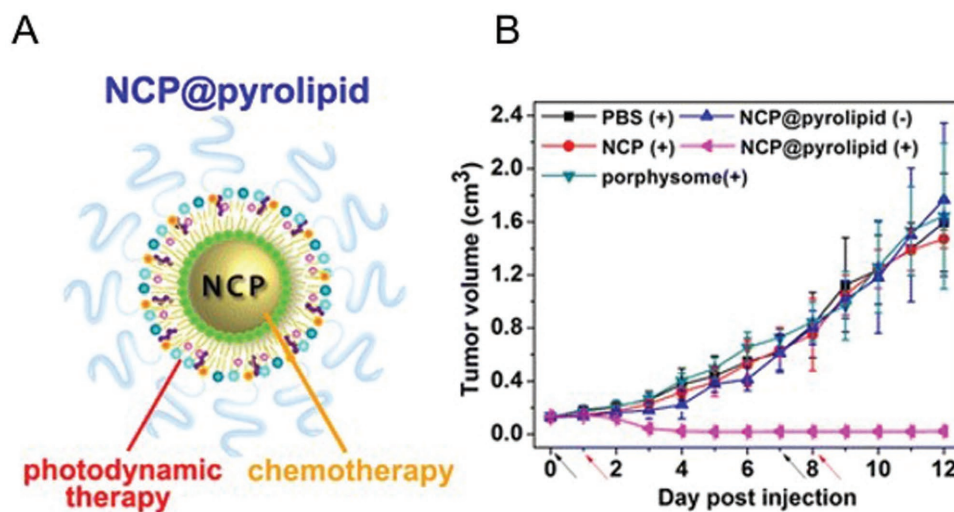 A
NCP@pyrolipid
NCP
photodynamic
therapy
chemotherapy
B
PBS (+)
NCP@pyrolipid (-)
NCP (+)
NCP@pyrolipid (+)
porphysome(+)
Tumor volume (cm³)
2.4
2.0
1.6
1.2
0.8
0.4
0.0
0 2 4 6 8 10 12
Day post injection